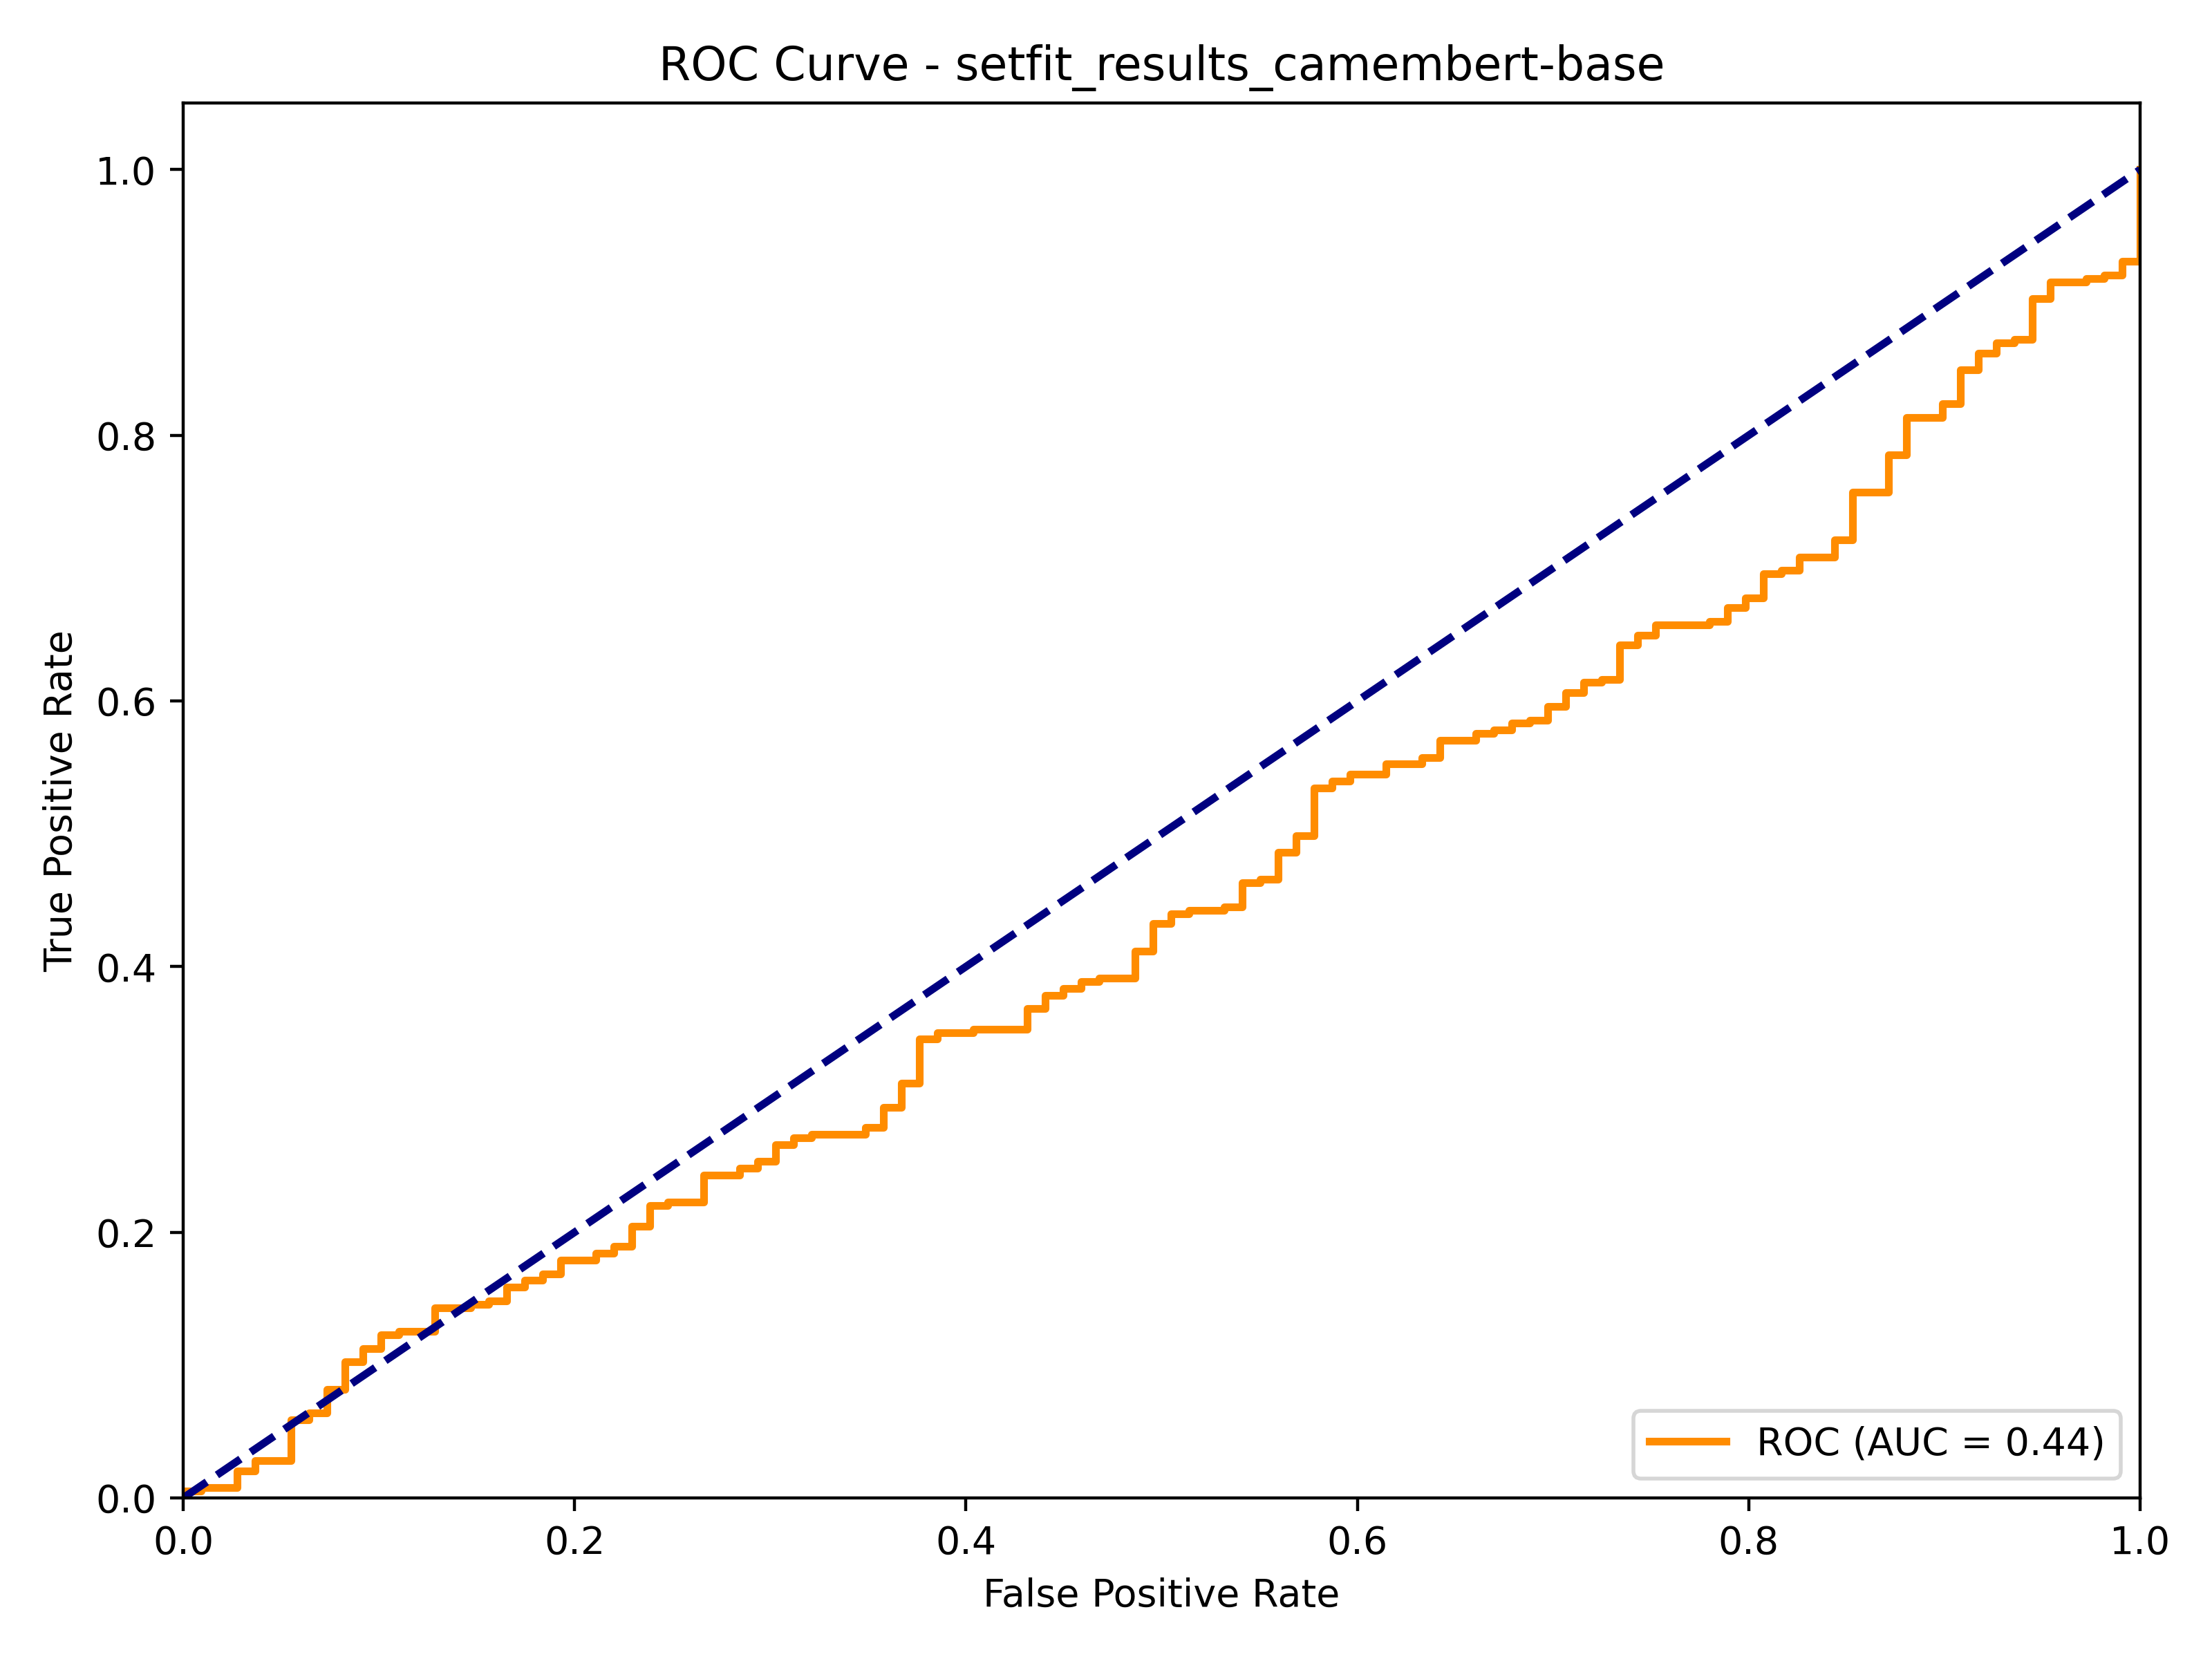 ROC Curve - setfit_results_camembert-base
True Positive Rate
1.0
0.8
0.6
0.4
0.2
0.0
ROC (AUC = 0.44)
0.0 0.2 0.4 0.6 0.8 1.0
False Positive Rate